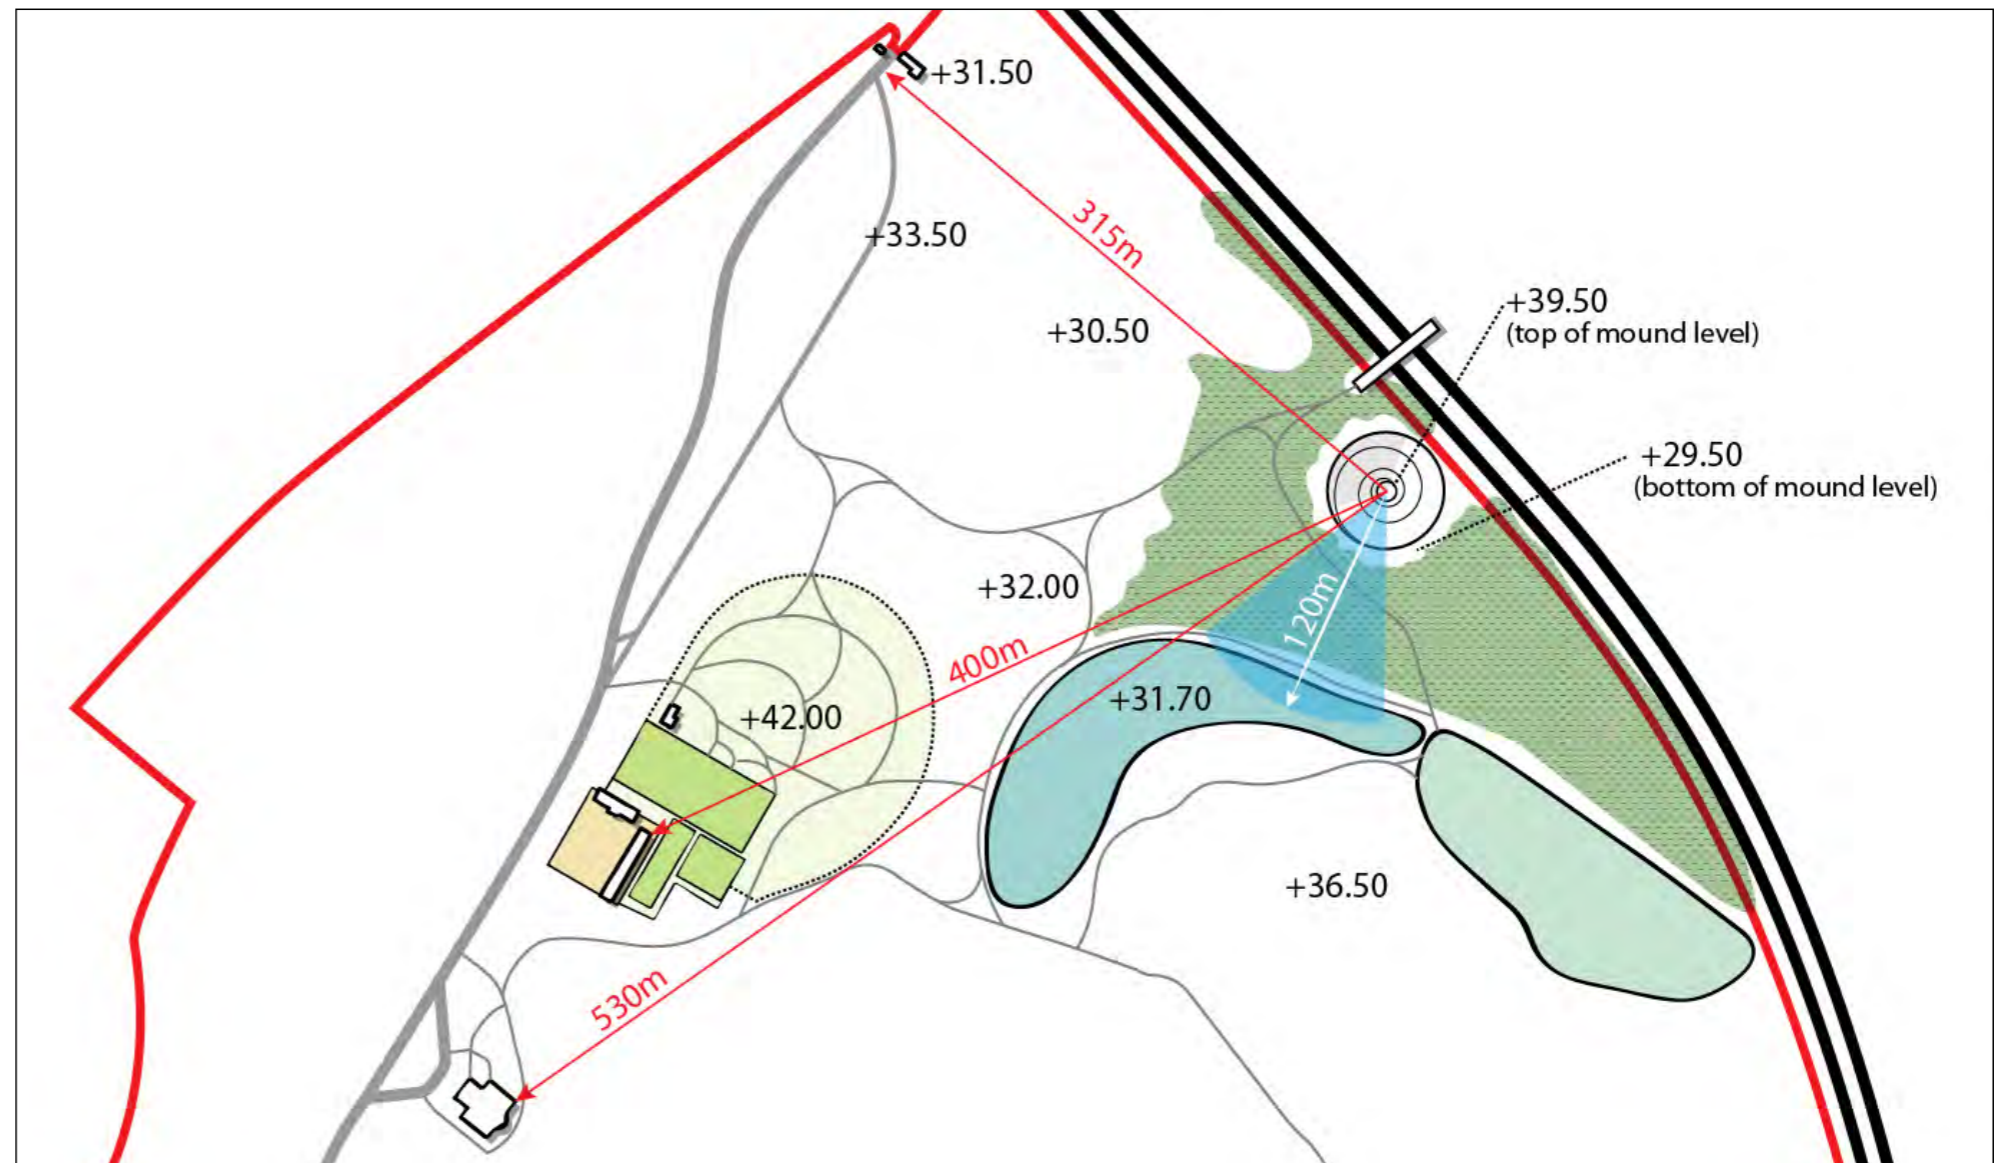 +31.50
315m
+33.50
+30.50
+39.50
(top of mound level)
+29.50
(bottom of mound level)
+32.00
120m
400m
+31.70
+42.00
+36.50
530m